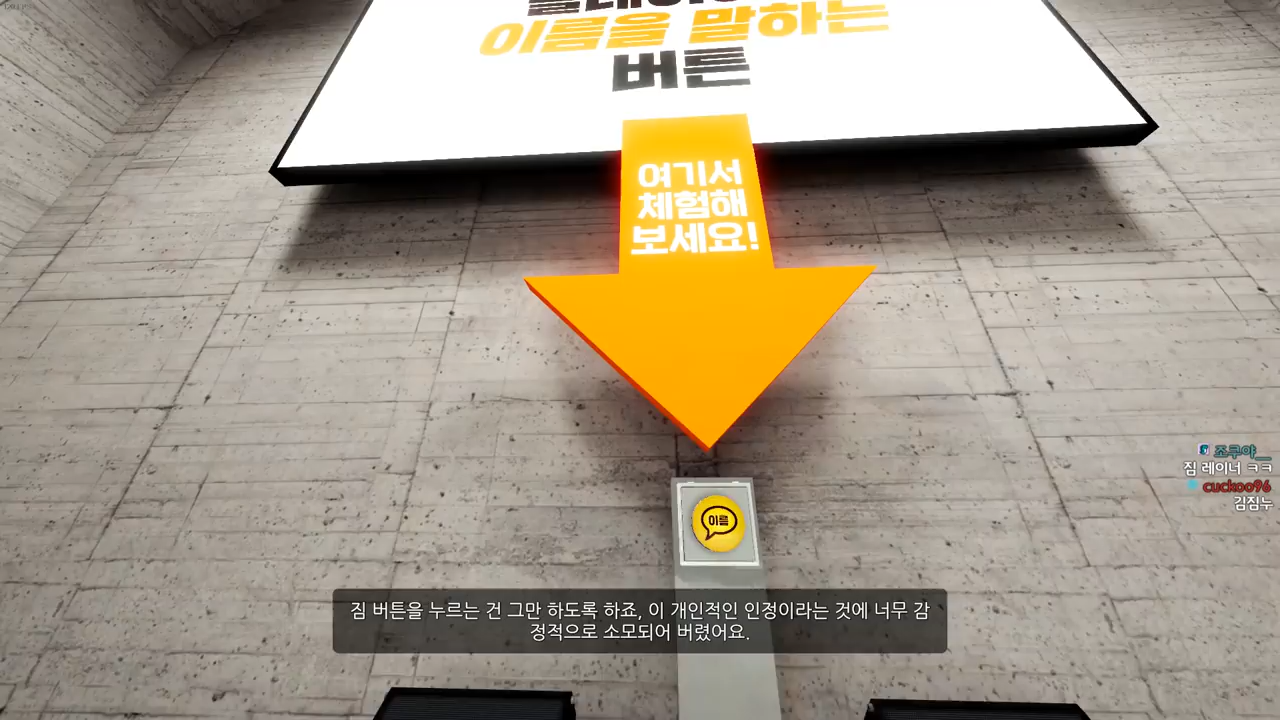 이름을 말하는
버튼
여기서
체험해
보세요!
이름
조루야__
짐 레이너 ㅋㅋ
cuckoo96
김짐누
짐 버튼을 누르는 건 그만 하도록 하죠, 이 개인적인 인정이라는 것에 너무 감
정적으로 소모되어 버렸어요.